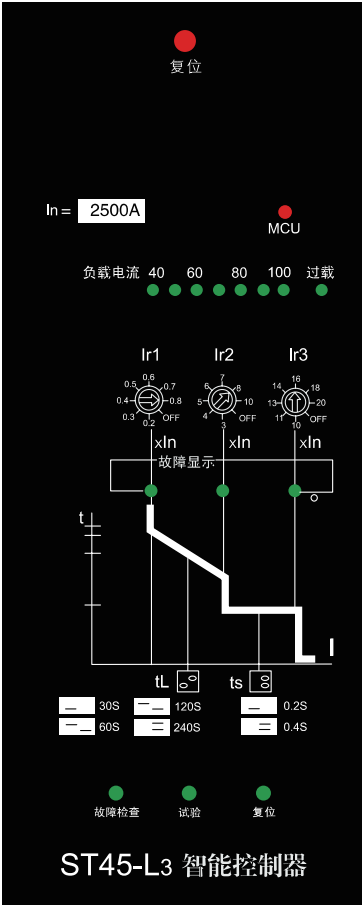 复位
In = 2500A
MCU
负载电流 40 60 80 100 过载
Ir1 Ir2 Ir3
0.6
0.5 0.7
0.4 0.8
0.3 OFF
0.2
7
6 8
5 10
4 OFF
3
16
14 18
13 20
11 OFF
10
xIn xIn xIn
故障显示
t
I
tL ts
30S 120S 0.2S
60S 240S 0.4S
故障检查 试验 复位
ST45-L3 智能控制器